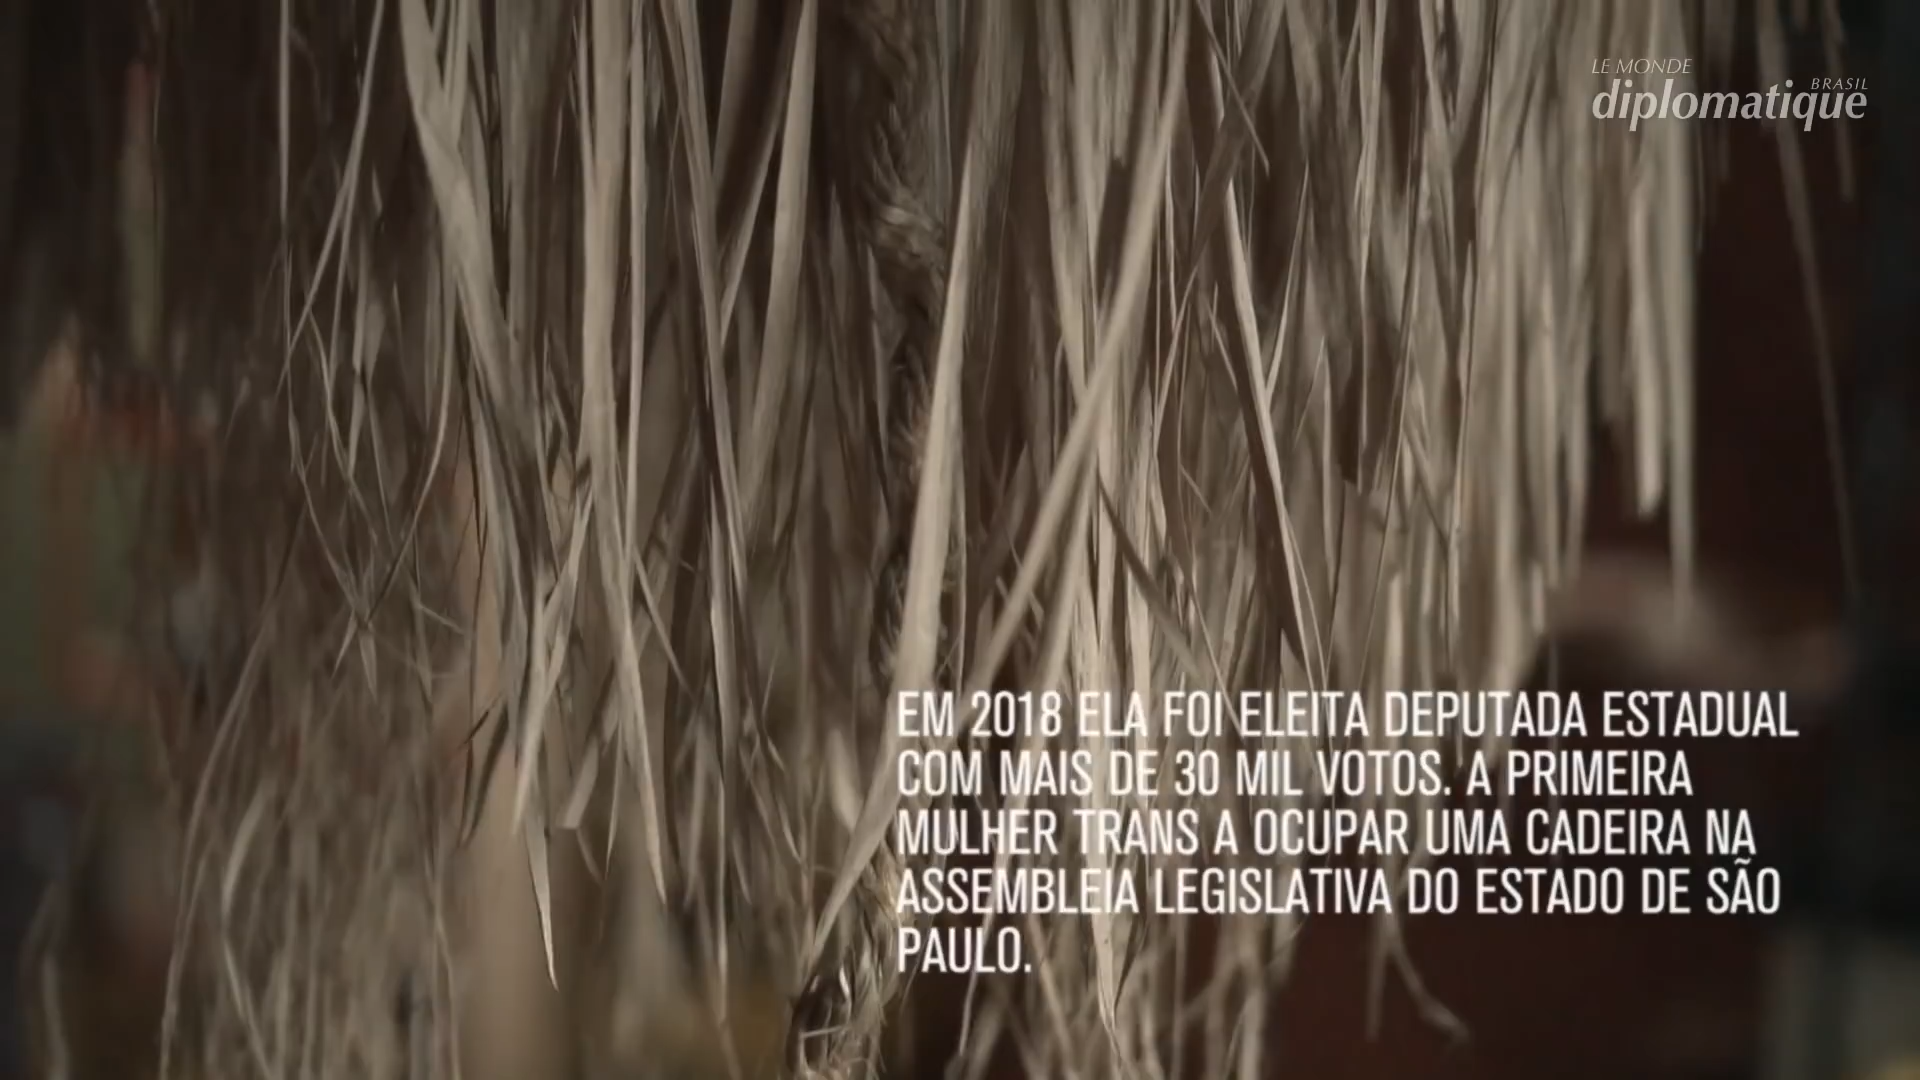 LE MONDE
BRASIL
diplomatique
EM 2018 ELA FOI ELEITA DEPUTADA ESTADUAL
COM MAIS DE 30 MIL VOTOS. A PRIMEIRA
MULHER TRANS A OCUPAR UMA CADEIRA NA
ASSEMBLEIA LEGISLATIVA DO ESTADO DE SÃO
PAULO.